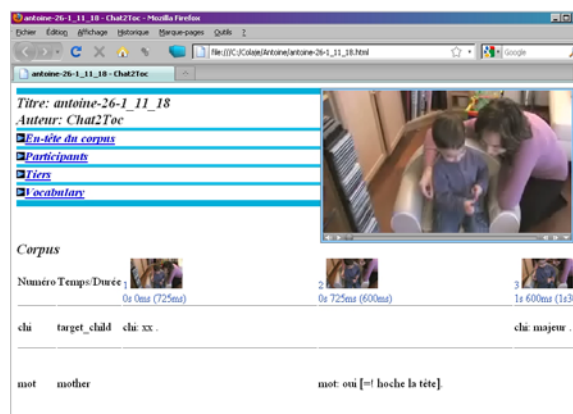 antoine-26-1_11_18 - Chat2Toc - Mozilla Firefox
Fichier Édition Affichage Historique Marque-pages Outils ?
file:///C:/Colaje/Antoine/antoine-26-1_11_18.html Google
antoine-26-1_11_18 - Chat2Toc
Titre: antoine-26-1_11_18
Auteur: Chat2Toc
En-tête du corpus
Participants
Tiers
Vocabulary
Corpus
Numéro Temps/Durée 1 2 3
0s 0ms (725ms) 0s 725ms (600ms) 1s 600ms (1s3
chi target_child chi: xx . chi: majeur .
mot mother mot: oui [=! hoche la tête].